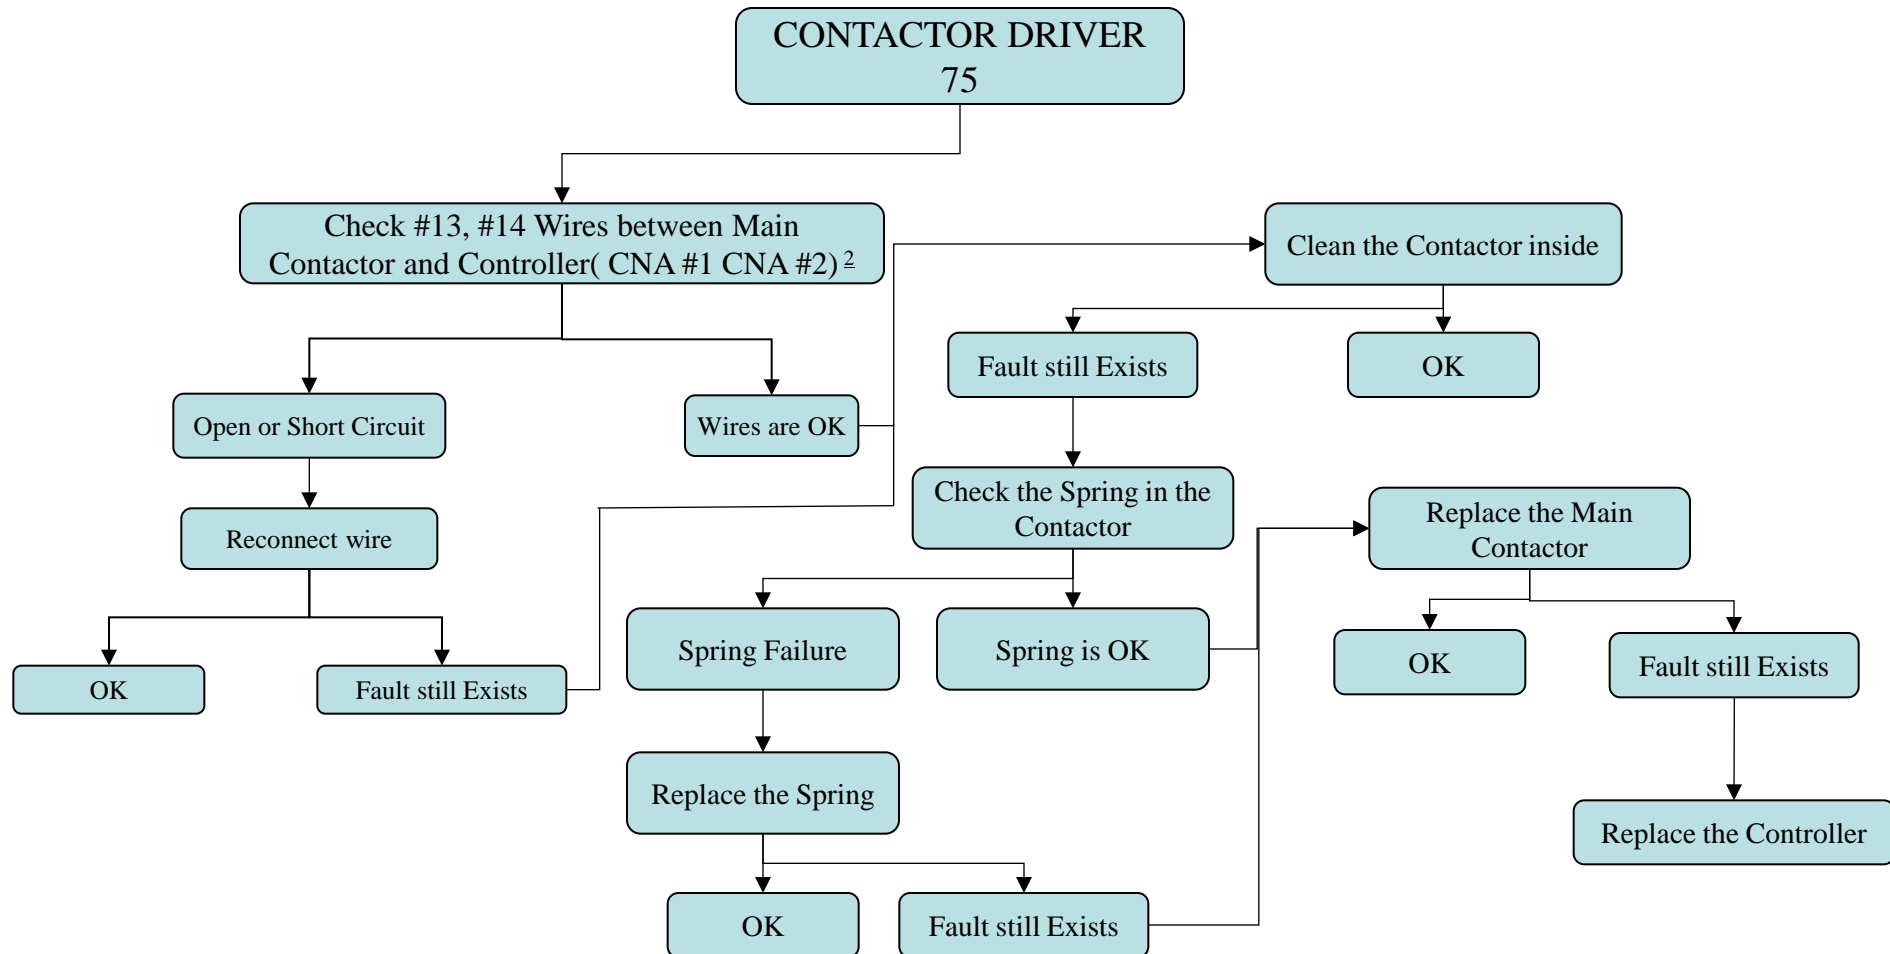 CONTACTOR DRIVER
75
Check #13, #14 Wires between Main
Contactor and Controller( CNA #1 CNA #2) 2
Clean the Contactor inside
Fault still Exists
OK
Open or Short Circuit
Wires are OK
Check the Spring in the
Contactor
Replace the Main
Contactor
Reconnect wire
Spring Failure
Spring is OK
OK
Fault still Exists
OK
Fault still Exists
Replace the Spring
Replace the Controller
OK
Fault still Exists